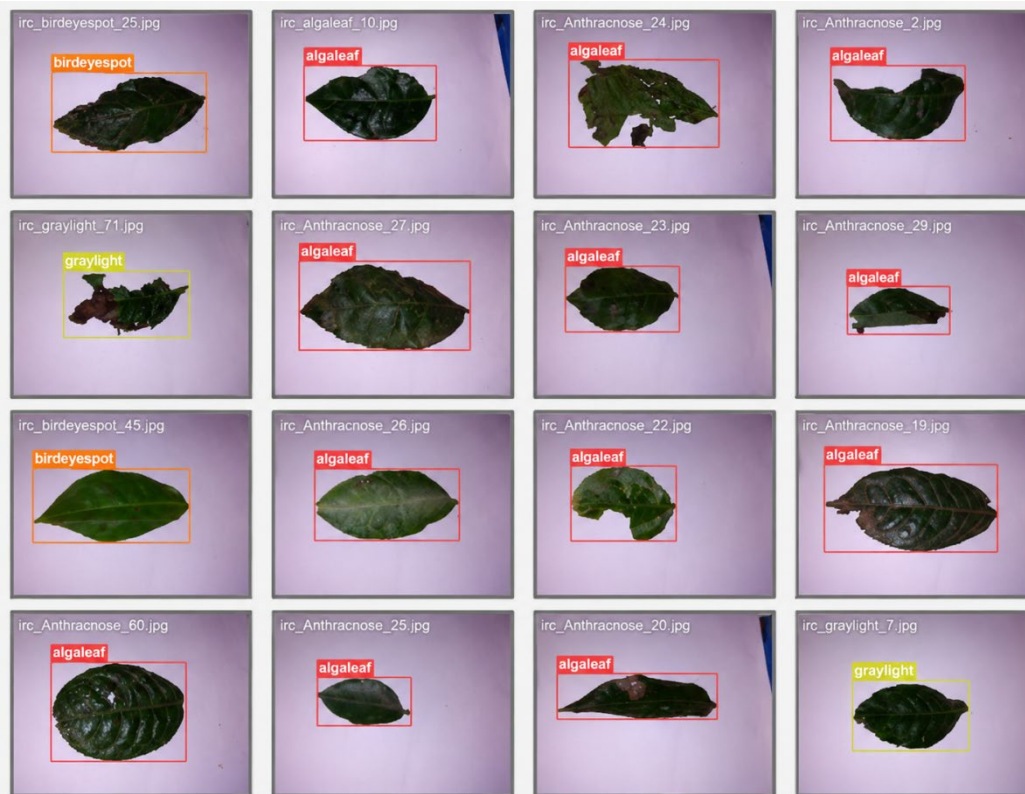 irc_birdeyespot_25.jpg
birdeyespot
irc_algaleaf_10.jpg
algaleaf
irc_Anthracnose_24.jpg
algaleaf
irc_Anthracnose_2.jpg
algaleaf
irc_graylight_71.jpg
graylight
irc_Anthracnose_27.jpg
algaleaf
irc_Anthracnose_23.jpg
algaleaf
irc_Anthracnose_29.jpg
algaleaf
irc_birdeyespot_45.jpg
birdeyespot
irc_Anthracnose_26.jpg
algaleaf
irc_Anthracnose_22.jpg
algaleaf
irc_Anthracnose_19.jpg
algaleaf
irc_Anthracnose_60.jpg
algaleaf
irc_Anthracnose_25.jpg
algaleaf
irc_Anthracnose_20.jpg
algaleaf
irc_graylight_7.jpg
graylight